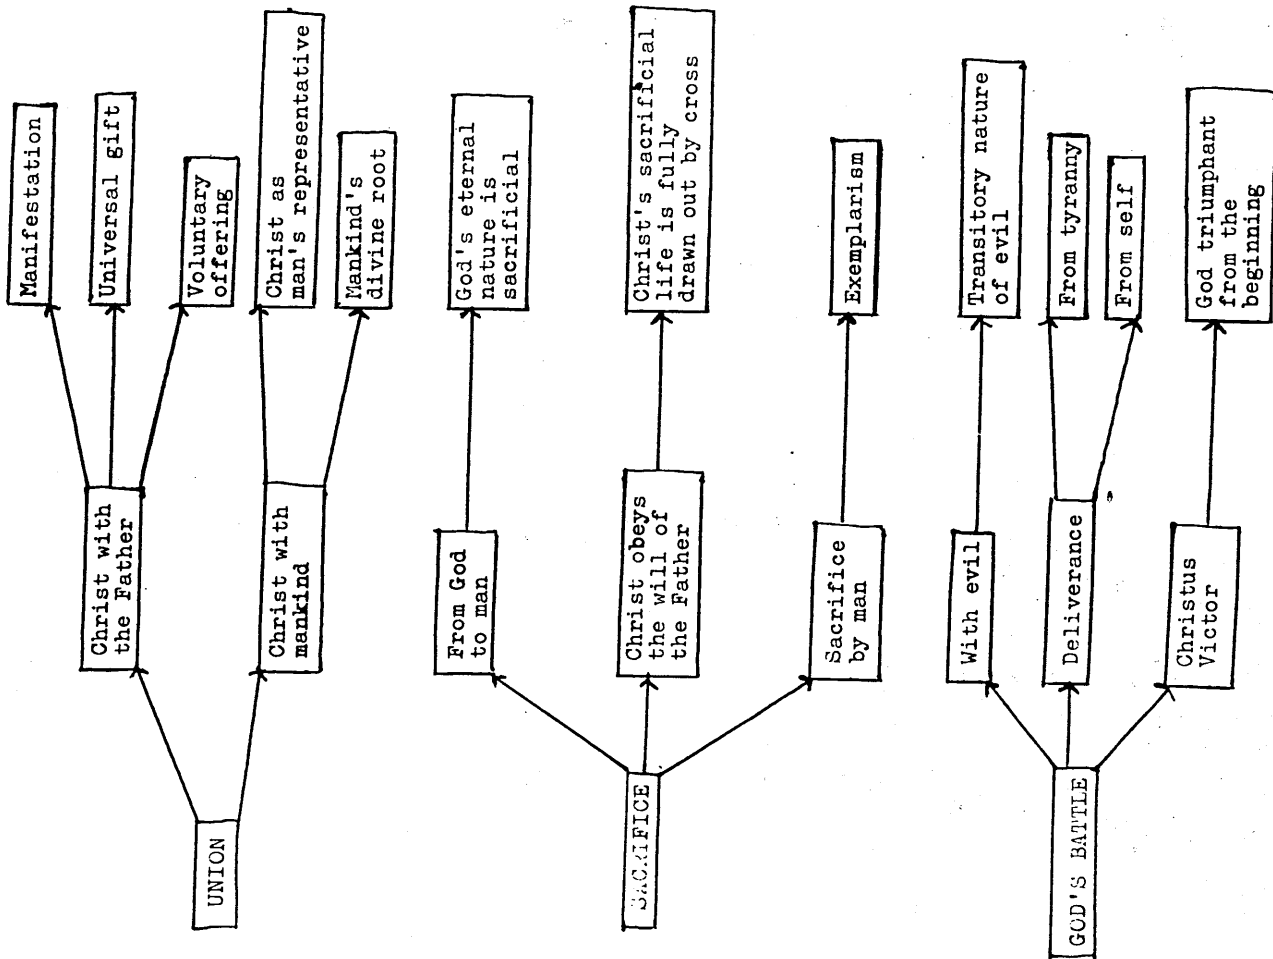 UNION
Christ with
the Father
Christ with
mankind
Manifestation
Universal gift
Voluntary
offering
Christ as
man's representative
Mankind's
divine root
SACRIFICE
From God
to man
Christ obeys
the will of
the Father
Sacrifice
by man
God's eternal
nature is
sacrificial
Christ's sacrificial
life is fully
drawn out by cross
Exemplarism
GOD'S BATTLE
With evil
Deliverance
Christus
Victor
Transitory nature
of evil
From tyranny
From self
God triumphant
from the
beginning